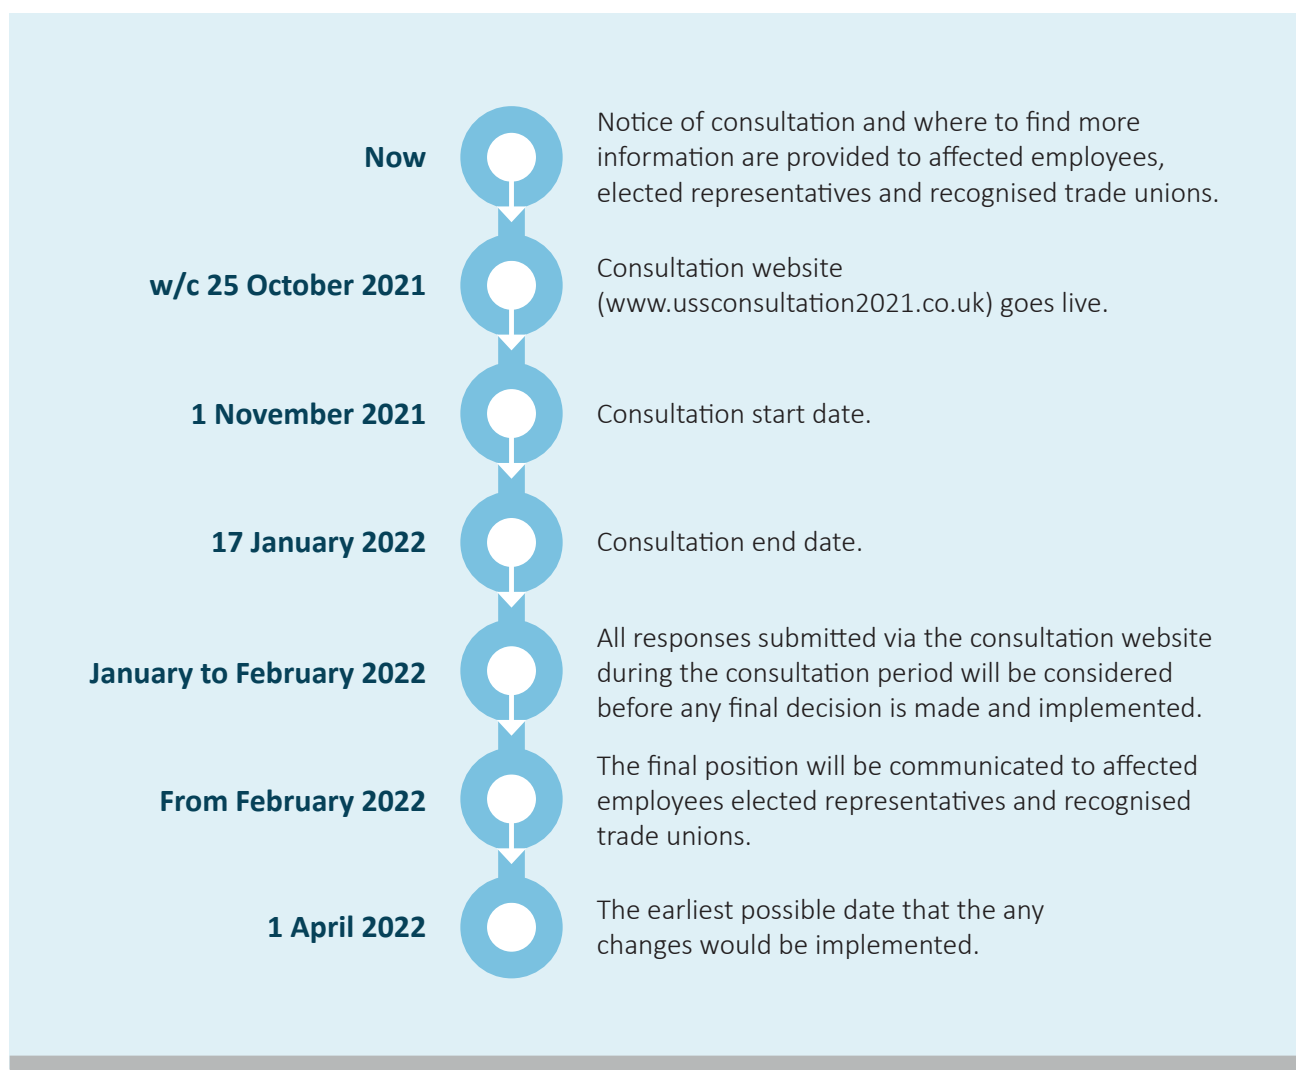 Now
Notice of consultation and where to find more
information are provided to affected employees,
elected representatives and recognised trade unions.
w/c 25 October 2021
Consultation website
(www.ussconsultation2021.co.uk) goes live.
1 November 2021
Consultation start date.
17 January 2022
Consultation end date.
January to February 2022
All responses submitted via the consultation website
during the consultation period will be considered
before any final decision is made and implemented.
From February 2022
The final position will be communicated to affected
employees elected representatives and recognised
trade unions.
1 April 2022
The earliest possible date that the any
changes would be implemented.